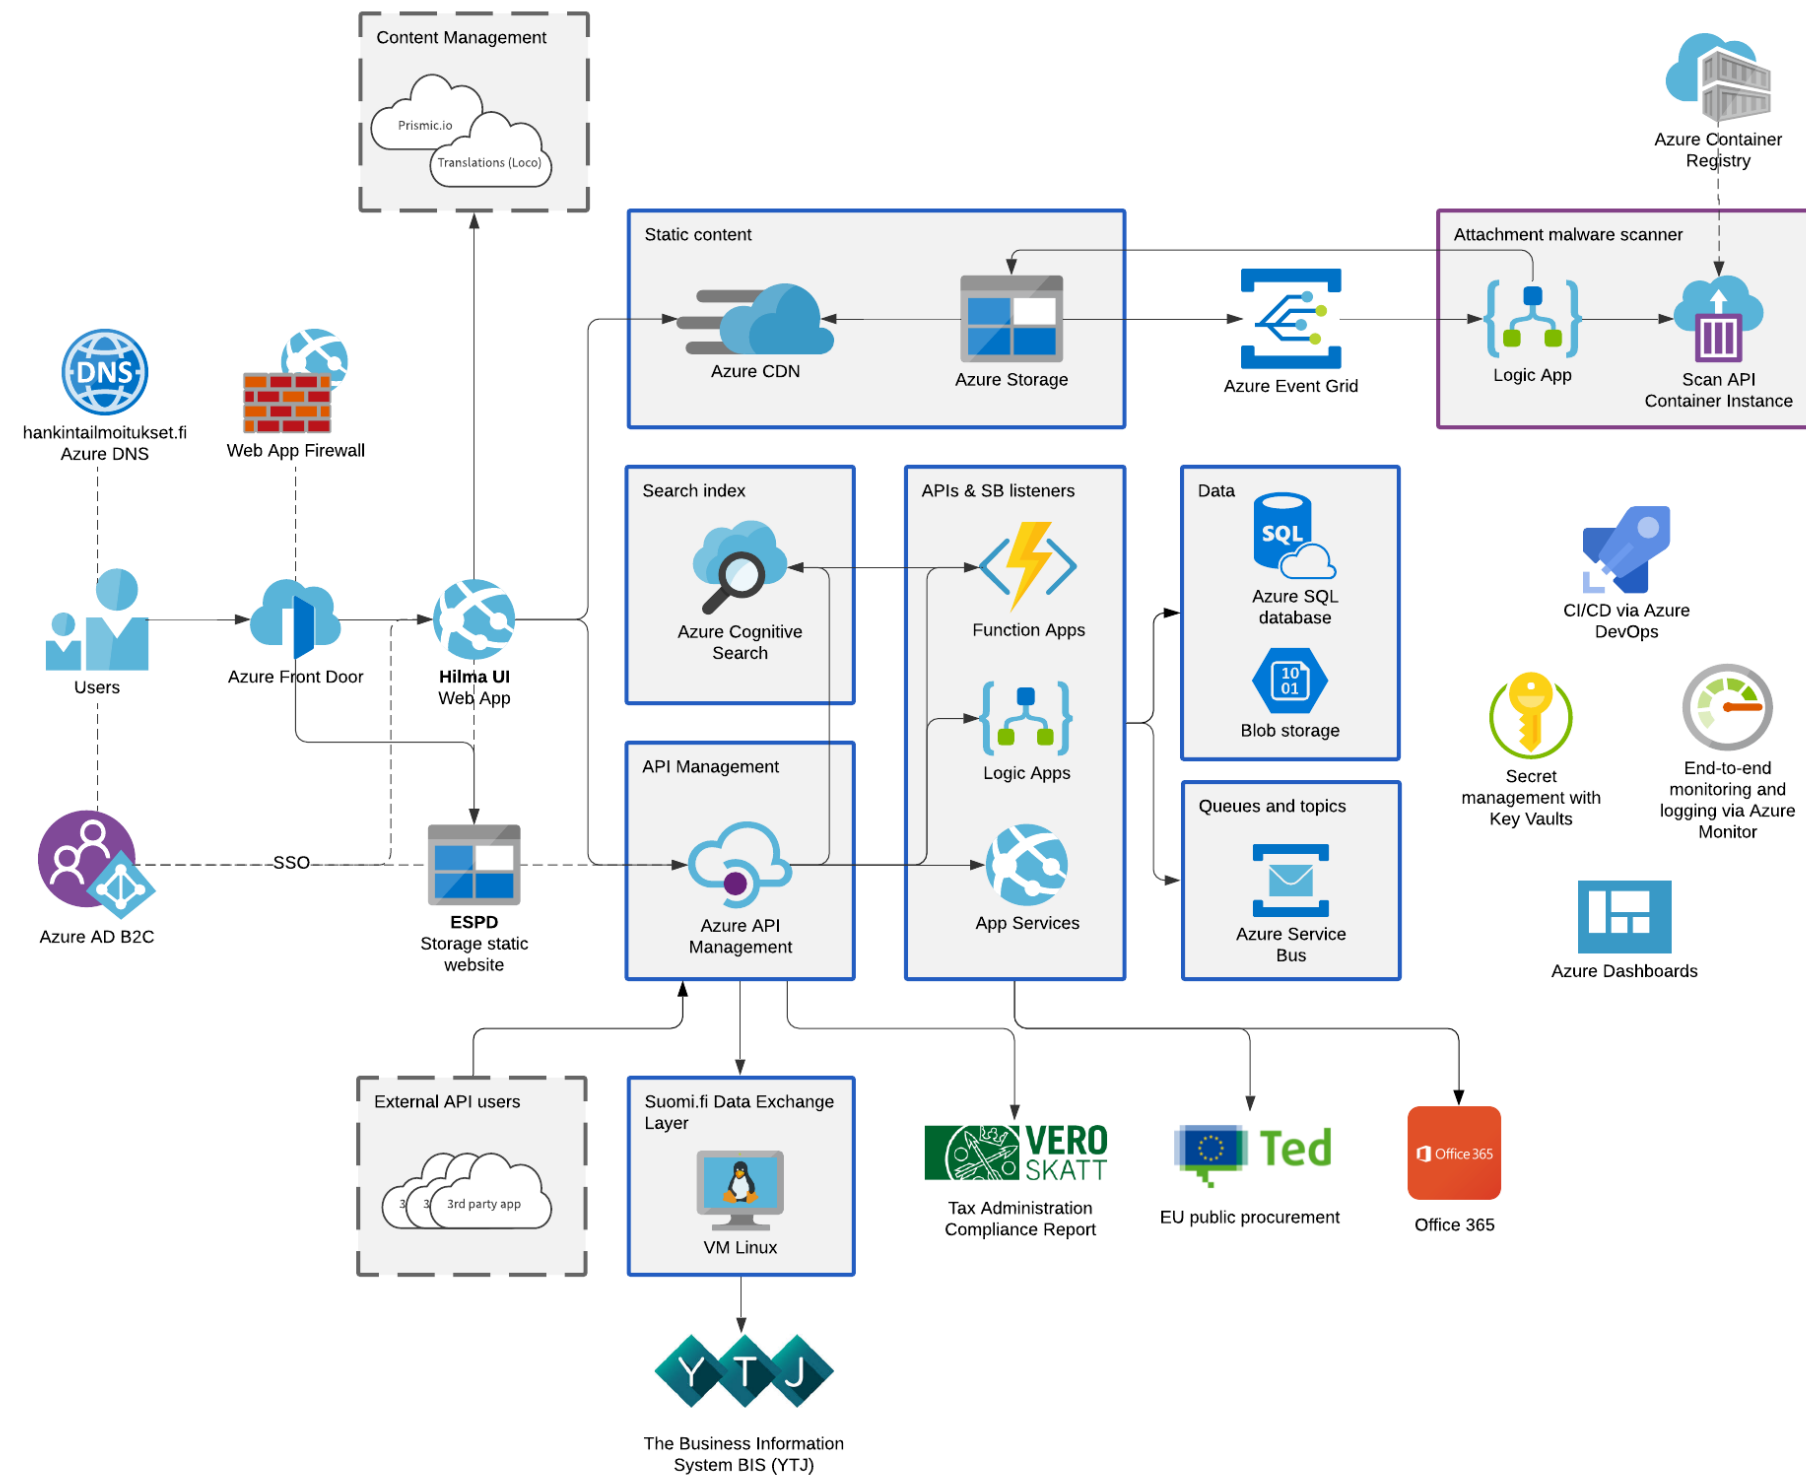 Content Management
Prismic.io
Translations (Loco)
Azure Container
Registry
Static content
Azure CDN
Azure Storage
Azure Event Grid
Attachment malware scanner
Logic App
Scan API
Container Instance
DNS
hankintailmoitukset.fi
Azure DNS
Web App Firewall
Users
Azure Front Door
Hilma UI
Web App
Search index
Azure Cognitive
Search
APIs & SB listeners
Function Apps
Logic Apps
App Services
Data
SQL
Azure SQL
database
10
01
Blob storage
CI/CD via Azure
DevOps
Secret
management with
Key Vaults
End-to-end
monitoring and
logging via Azure
Monitor
API Management
Azure API
Management
Queues and topics
Azure Service
Bus
Azure Dashboards
SSO
Azure AD B2C
ESPD
Storage static
website
External API users
3
3
3rd party app
Suomi.fi Data Exchange
Layer
VM Linux
VERO
SKATT
Tax Administration
Compliance Report
Ted
EU public procurement
Office 365
Office 365
Y T J
The Business Information
System BIS (YTJ)